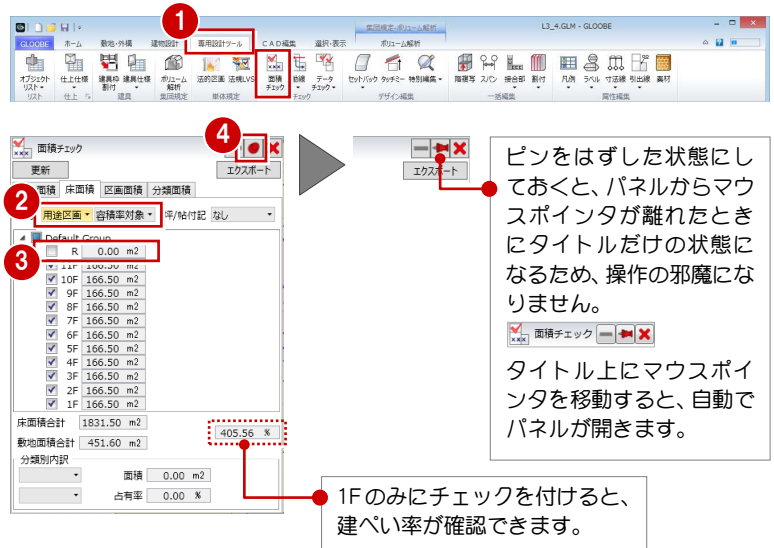 1
集団規定-ボリューム解析
L3_4.GLM - GLOOBE
GLOOBE ホーム 敷地・外構 建物設計 専用設計ツール CAD編集 選択・表示 ボリューム解析
オブジェクトリスト 仕上仕様 建具枠割付 建具仕様 ボリューム解析 法的区画 法規LVS 面積チェック データチェック セットバック タッチミー 特別編集 階複写 スパン 接合部 割付 凡例 ラベル 寸法線 引出線 素材
リスト 仕上 建具 集団規定 単体規定 チェック デザイン編集 一括編集 属性編集
面積チェック
4
更新 エクスポート
面積 床面積 区画面積 分類面積
2
用途区画 容積率対象 坪/帖付記 なし
Default Group
3
R 0.00 m2
11F 166.50 m2
10F 166.50 m2
9F 166.50 m2
8F 166.50 m2
7F 166.50 m2
6F 166.50 m2
5F 166.50 m2
4F 166.50 m2
3F 166.50 m2
2F 166.50 m2
1F 166.50 m2
床面積合計 1831.50 m2
敷地面積合計 451.60 m2
405.56 %
分類別内訳
面積 0.00 m2
占有率 0.00 %
エクスポート
ピンをはずした状態にし
ておくと、パネルからマウ
スポインタが離れたとき
にタイトルだけの状態に
なるため、操作の邪魔にな
りません。
面積チェック
タイトル上にマウスポイ
ンタを移動すると、自動で
パネルが開きます。
1Fのみにチェックを付けると、
建ぺい率が確認できます。